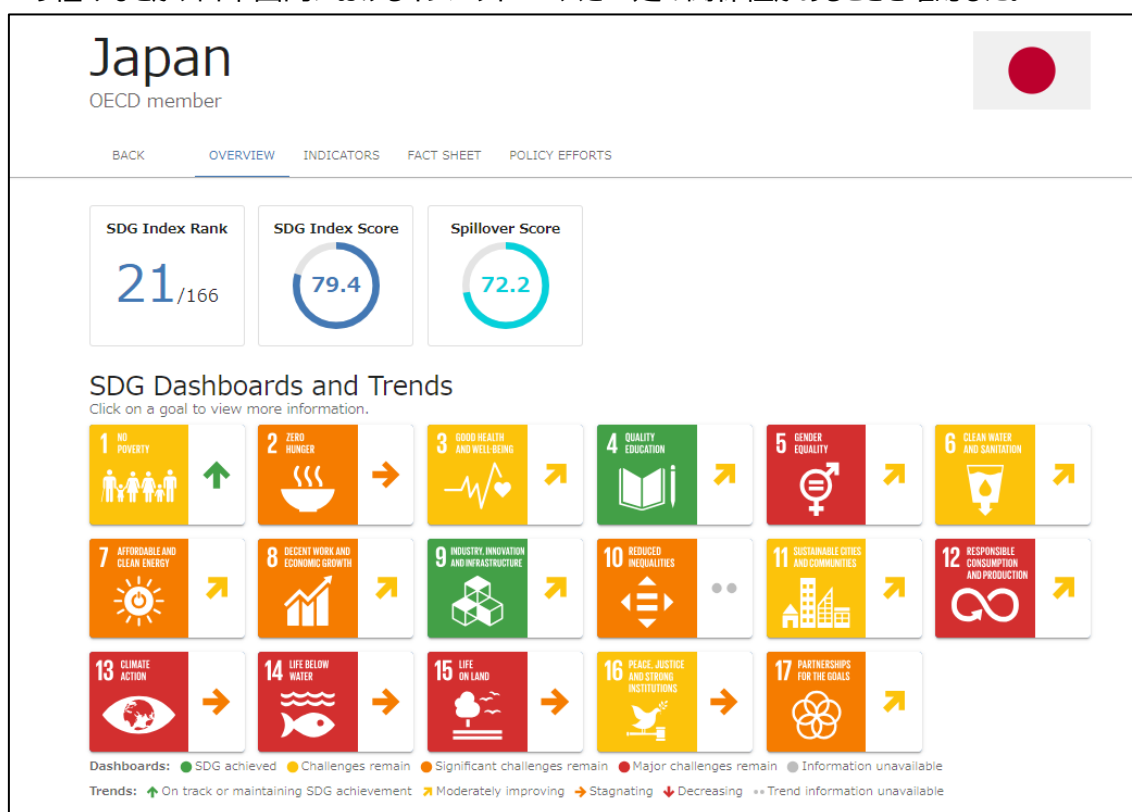 Japan
OECD member
BACK OVERVIEW INDICATORS FACT SHEET POLICY EFFORTS
SDG Index Rank
21/166
SDG Index Score
79.4
Spillover Score
72.2
SDG Dashboards and Trends
Click on a goal to view more information.
1 NO POVERTY
2 ZERO HUNGER
3 GOOD HEALTH AND WELL-BEING
4 QUALITY EDUCATION
5 GENDER EQUALITY
6 CLEAN WATER AND SANITATION
7 AFFORDABLE AND CLEAN ENERGY
8 DECENT WORK AND ECONOMIC GROWTH
9 INDUSTRY, INNOVATION AND INFRASTRUCTURE
10 REDUCED INEQUALITIES
11 SUSTAINABLE CITIES AND COMMUNITIES
12 RESPONSIBLE CONSUMPTION AND PRODUCTION
13 CLIMATE ACTION
14 LIFE BELOW WATER
15 LIFE ON LAND
16 PEACE, JUSTICE AND STRONG INSTITUTIONS
17 PARTNERSHIPS FOR THE GOALS
Dashboards: SDG achieved Challenges remain Significant challenges remain Major challenges remain Information unavailable
Trends: On track or maintaining SDG achievement Moderately improving Stagnating Decreasing Trend information unavailable